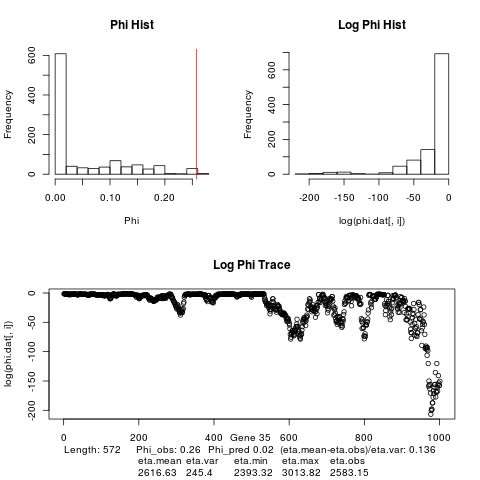 Phi Hist
Log Phi Hist
Frequency
0 200 400 600
0.00 0.10 0.20
Phi
Frequency
0 200 400 600
-200 -150 -100 -50 0
log(phi.dat[, i])
Log Phi Trace
log(phi.dat[, i])
-200 -150 -100 -50 0
0 200 400 600 800 1000
Gene 35
Length: 572 Phi_obs: 0.26 Phi_pred 0.02 (eta.mean-eta.obs)/eta.var: 0.136
eta.mean eta.var eta.min eta.max eta.obs
2616.63 245.4 2393.32 3013.82 2583.15